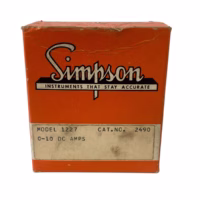 Simpson
INSTRUMENTS THAT STAY ACCURATE
MODEL 1227 CAT.NO. 2490
0-10 DC AMPS